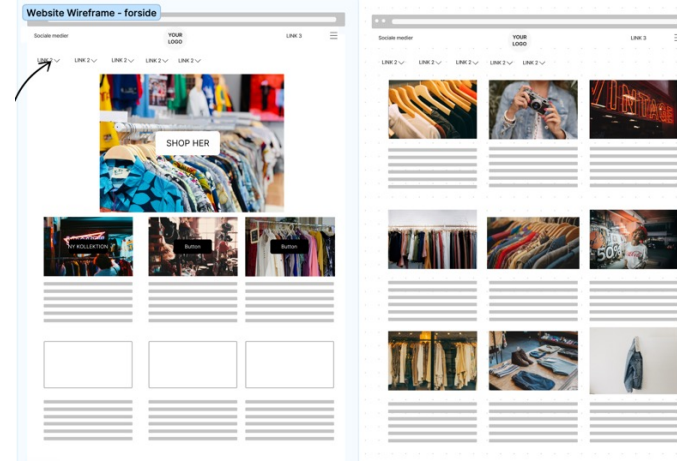 Website Wireframe - forside
Sociale medier
YOUR
LOGO
LINK 3
LINK 2 LINK 2 LINK 2 LINK 2 LINK 2
SHOP HER
NY KOLLEKTION
Button
Button
Sociale medier
YOUR
LOGO
LINK 3
LINK 2 LINK 2 LINK 2 LINK 2 LINK 2
VINTAGE
50%